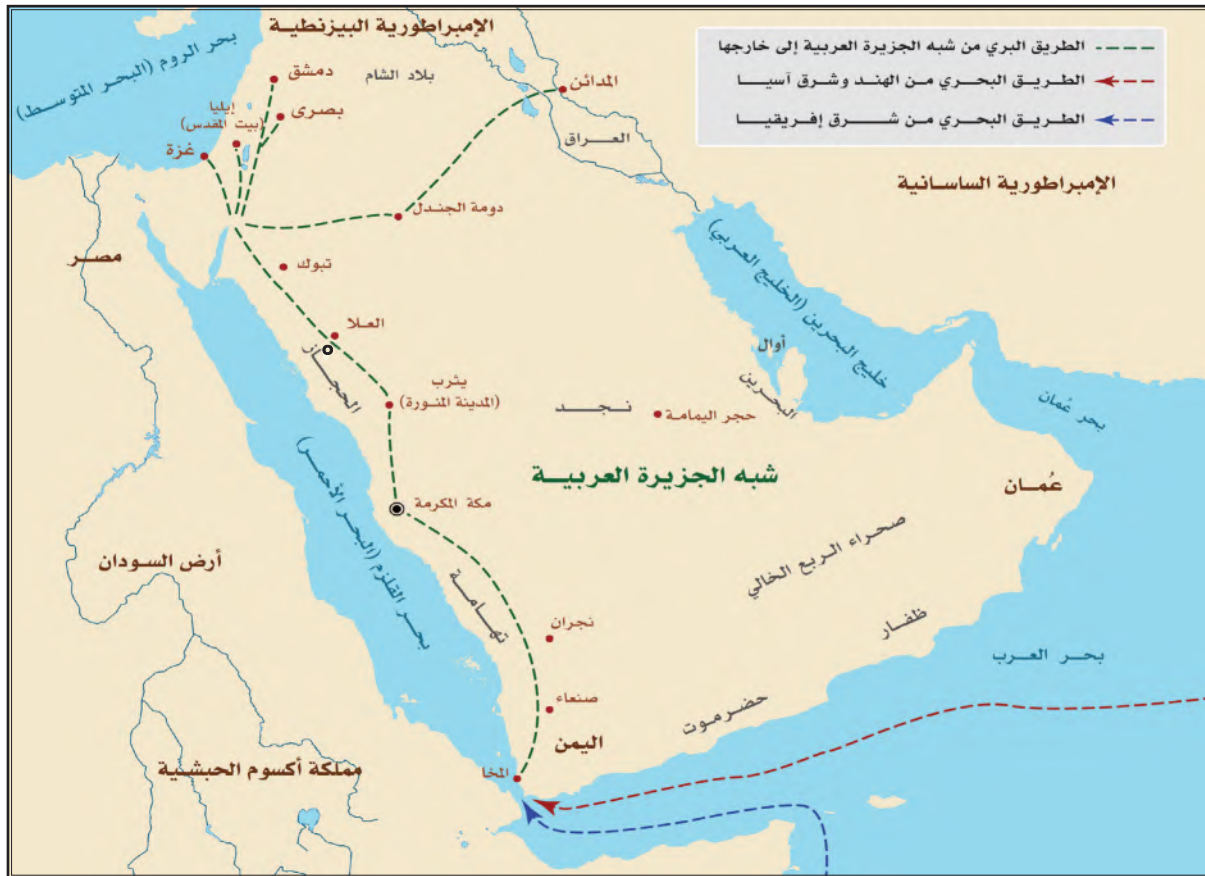 الإمبراطورية البيزنطية
الطريق البري من شبه الجزيرة العربية إلى خارجها
الطريق البحري من الهند وشرق آسيا
الطريق البحري من شرق إفريقيا
بحر الروم (البحر المتوسط)
دمشق
بلاد الشام
المدائن
إيليا
(بيت المقدس)
بصرى
العراق
غزة
الإمبراطورية الساسانية
دومة الجندل
مصر
تبوك
خليج البحرين (الخليج العربي)
العلا
أوال
الحجاز
يثرب
(المدينة المنورة)
نجد
حجر اليمامة
البحرين
بحر عُمان
شبه الجزيرة العربية
عُمان
مكة المكرمة
بحر القلزم (البحر الأحمر)
صحراء الربع الخالي
أرض السودان
تهامة
نجران
ظفار
بحر العرب
صنعاء
حضرموت
اليمن
مملكة أكسوم الحبشية
المخا